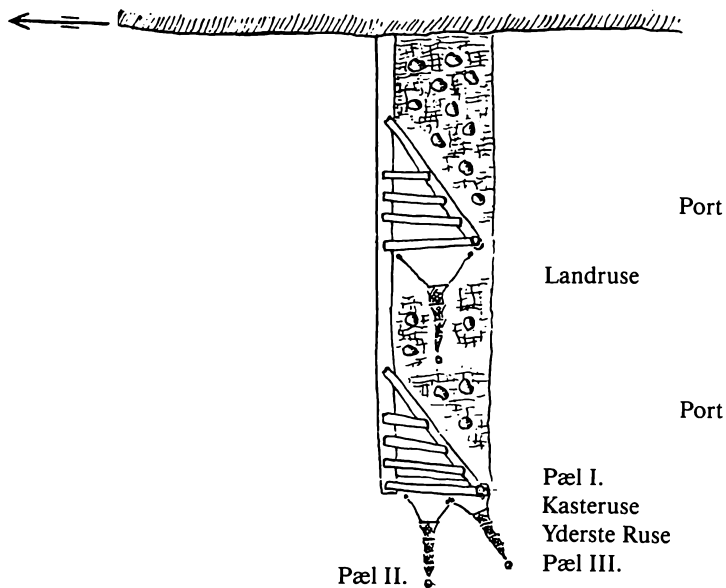 Port
Landruse
Port
Pæl I.
Kasteruse
Yderste Ruse
Pæl III.
Pæl II.